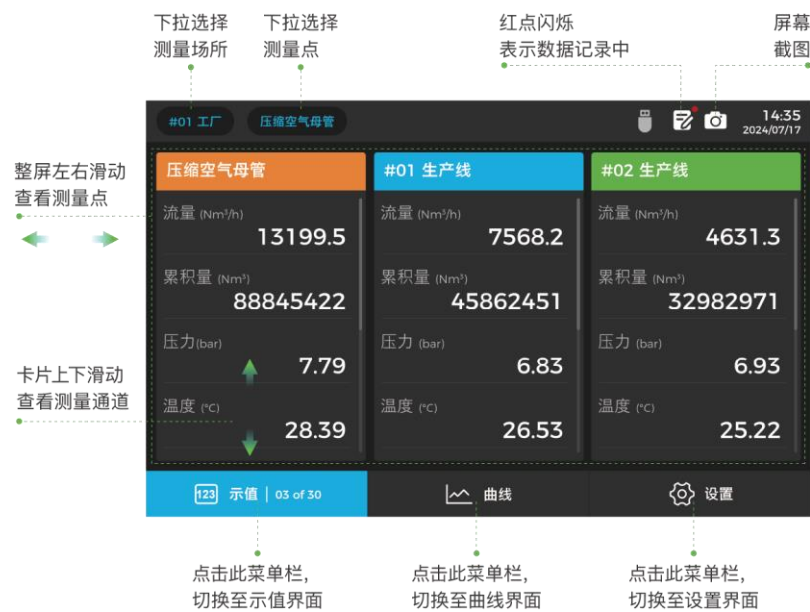 下拉选择
测量场所
下拉选择
测量点
红点闪烁
表示数据记录中
屏幕
截图
#01 工厂
压缩空气母管
14:35
2024/07/17
整屏左右滑动
查看测量点
卡片上下滑动
查看测量通道
压缩空气母管
流量 (Nm³/h)
13199.5
累积量 (Nm³)
88845422
压力(bar)
7.79
温度 (°C)
28.39
#01 生产线
流量 (Nm³/h)
7568.2
累积量 (Nm³)
45862451
压力 (bar)
6.83
温度 (°C)
26.53
#02 生产线
流量 (Nm³/h)
4631.3
累积量 (Nm³)
32982971
压力 (bar)
6.93
温度 (°C)
25.22
123 示值 | 03 of 30
曲线
设置
点击此菜单栏,
切换至示值界面
点击此菜单栏,
切换至曲线界面
点击此菜单栏,
切换至设置界面